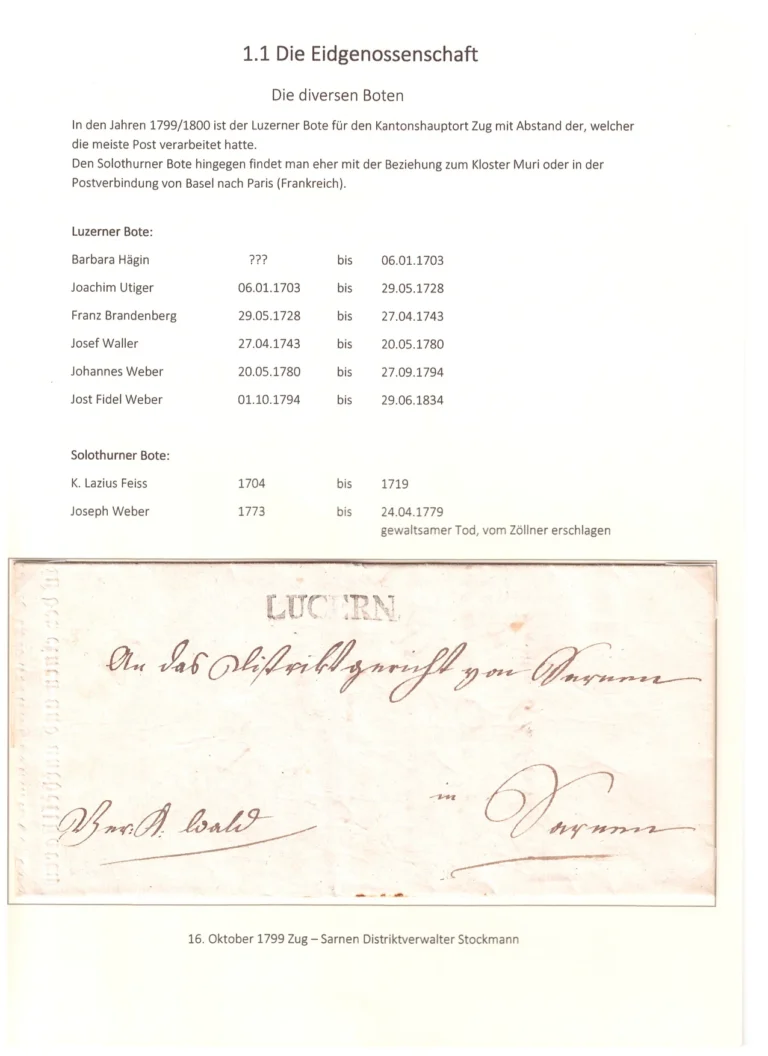 1.1 Die Eidgenossenschaft
Die diversen Boten
In den Jahren 1799/1800 ist der Luzerner Bote für den Kantonshauptort Zug mit Abstand der, welcher
die meiste Post verarbeitet hatte.
Den Solothurner Bote hingegen findet man eher mit der Beziehung zum Kloster Muri oder in der
Postverbindung von Basel nach Paris (Frankreich).
Luzerner Bote:
Barbara Hägin ??? bis 06.01.1703
Joachim Utiger 06.01.1703 bis 29.05.1728
Franz Brandenberg 29.05.1728 bis 27.04.1743
Josef Waller 27.04.1743 bis 20.05.1780
Johannes Weber 20.05.1780 bis 27.09.1794
Jost Fidel Weber 01.10.1794 bis 29.06.1834
Solothurner Bote:
K. Lazius Feiss 1704 bis 1719
Joseph Weber 1773 bis 24.04.1779
gewaltsamer Tod, vom Zöllner erschlagen
LUCERN
An das Distriktgericht von Sarnen
in Sarnen
wald
16. Oktober 1799 Zug – Sarnen Distriktverwalter Stockmann